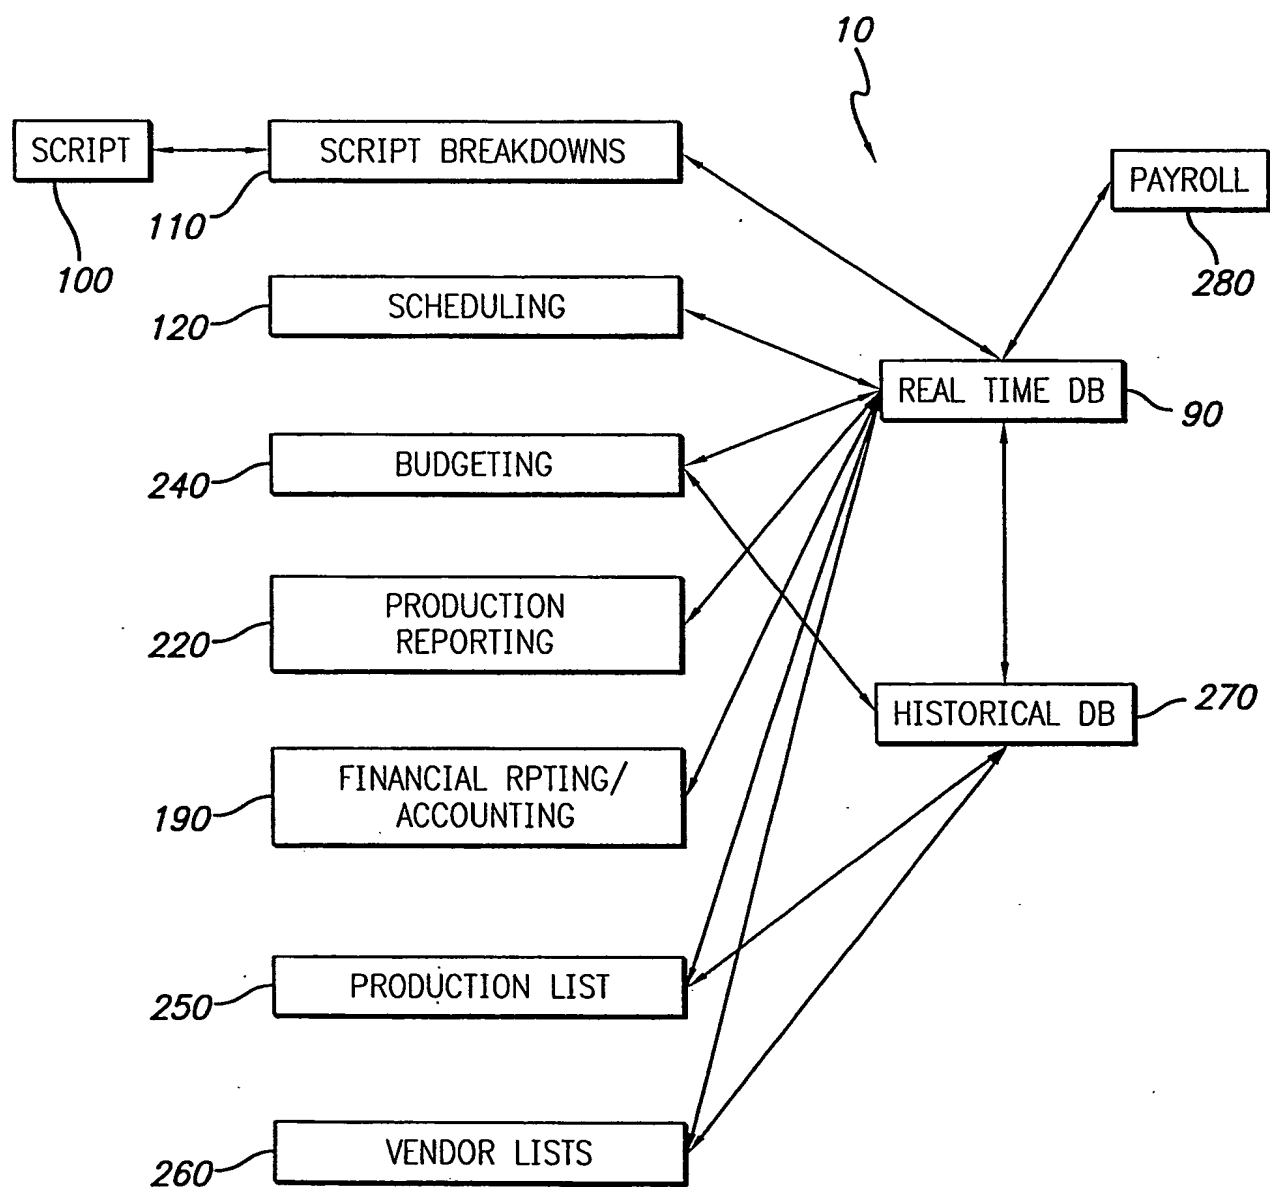 10
SCRIPT
SCRIPT BREAKDOWNS
PAYROLL
110
100
280
SCHEDULING
120
REAL TIME DB
90
BUDGETING
240
PRODUCTION
REPORTING
220
HISTORICAL DB
270
FINANCIAL RPTING/
ACCOUNTING
190
PRODUCTION LIST
250
VENDOR LISTS
260